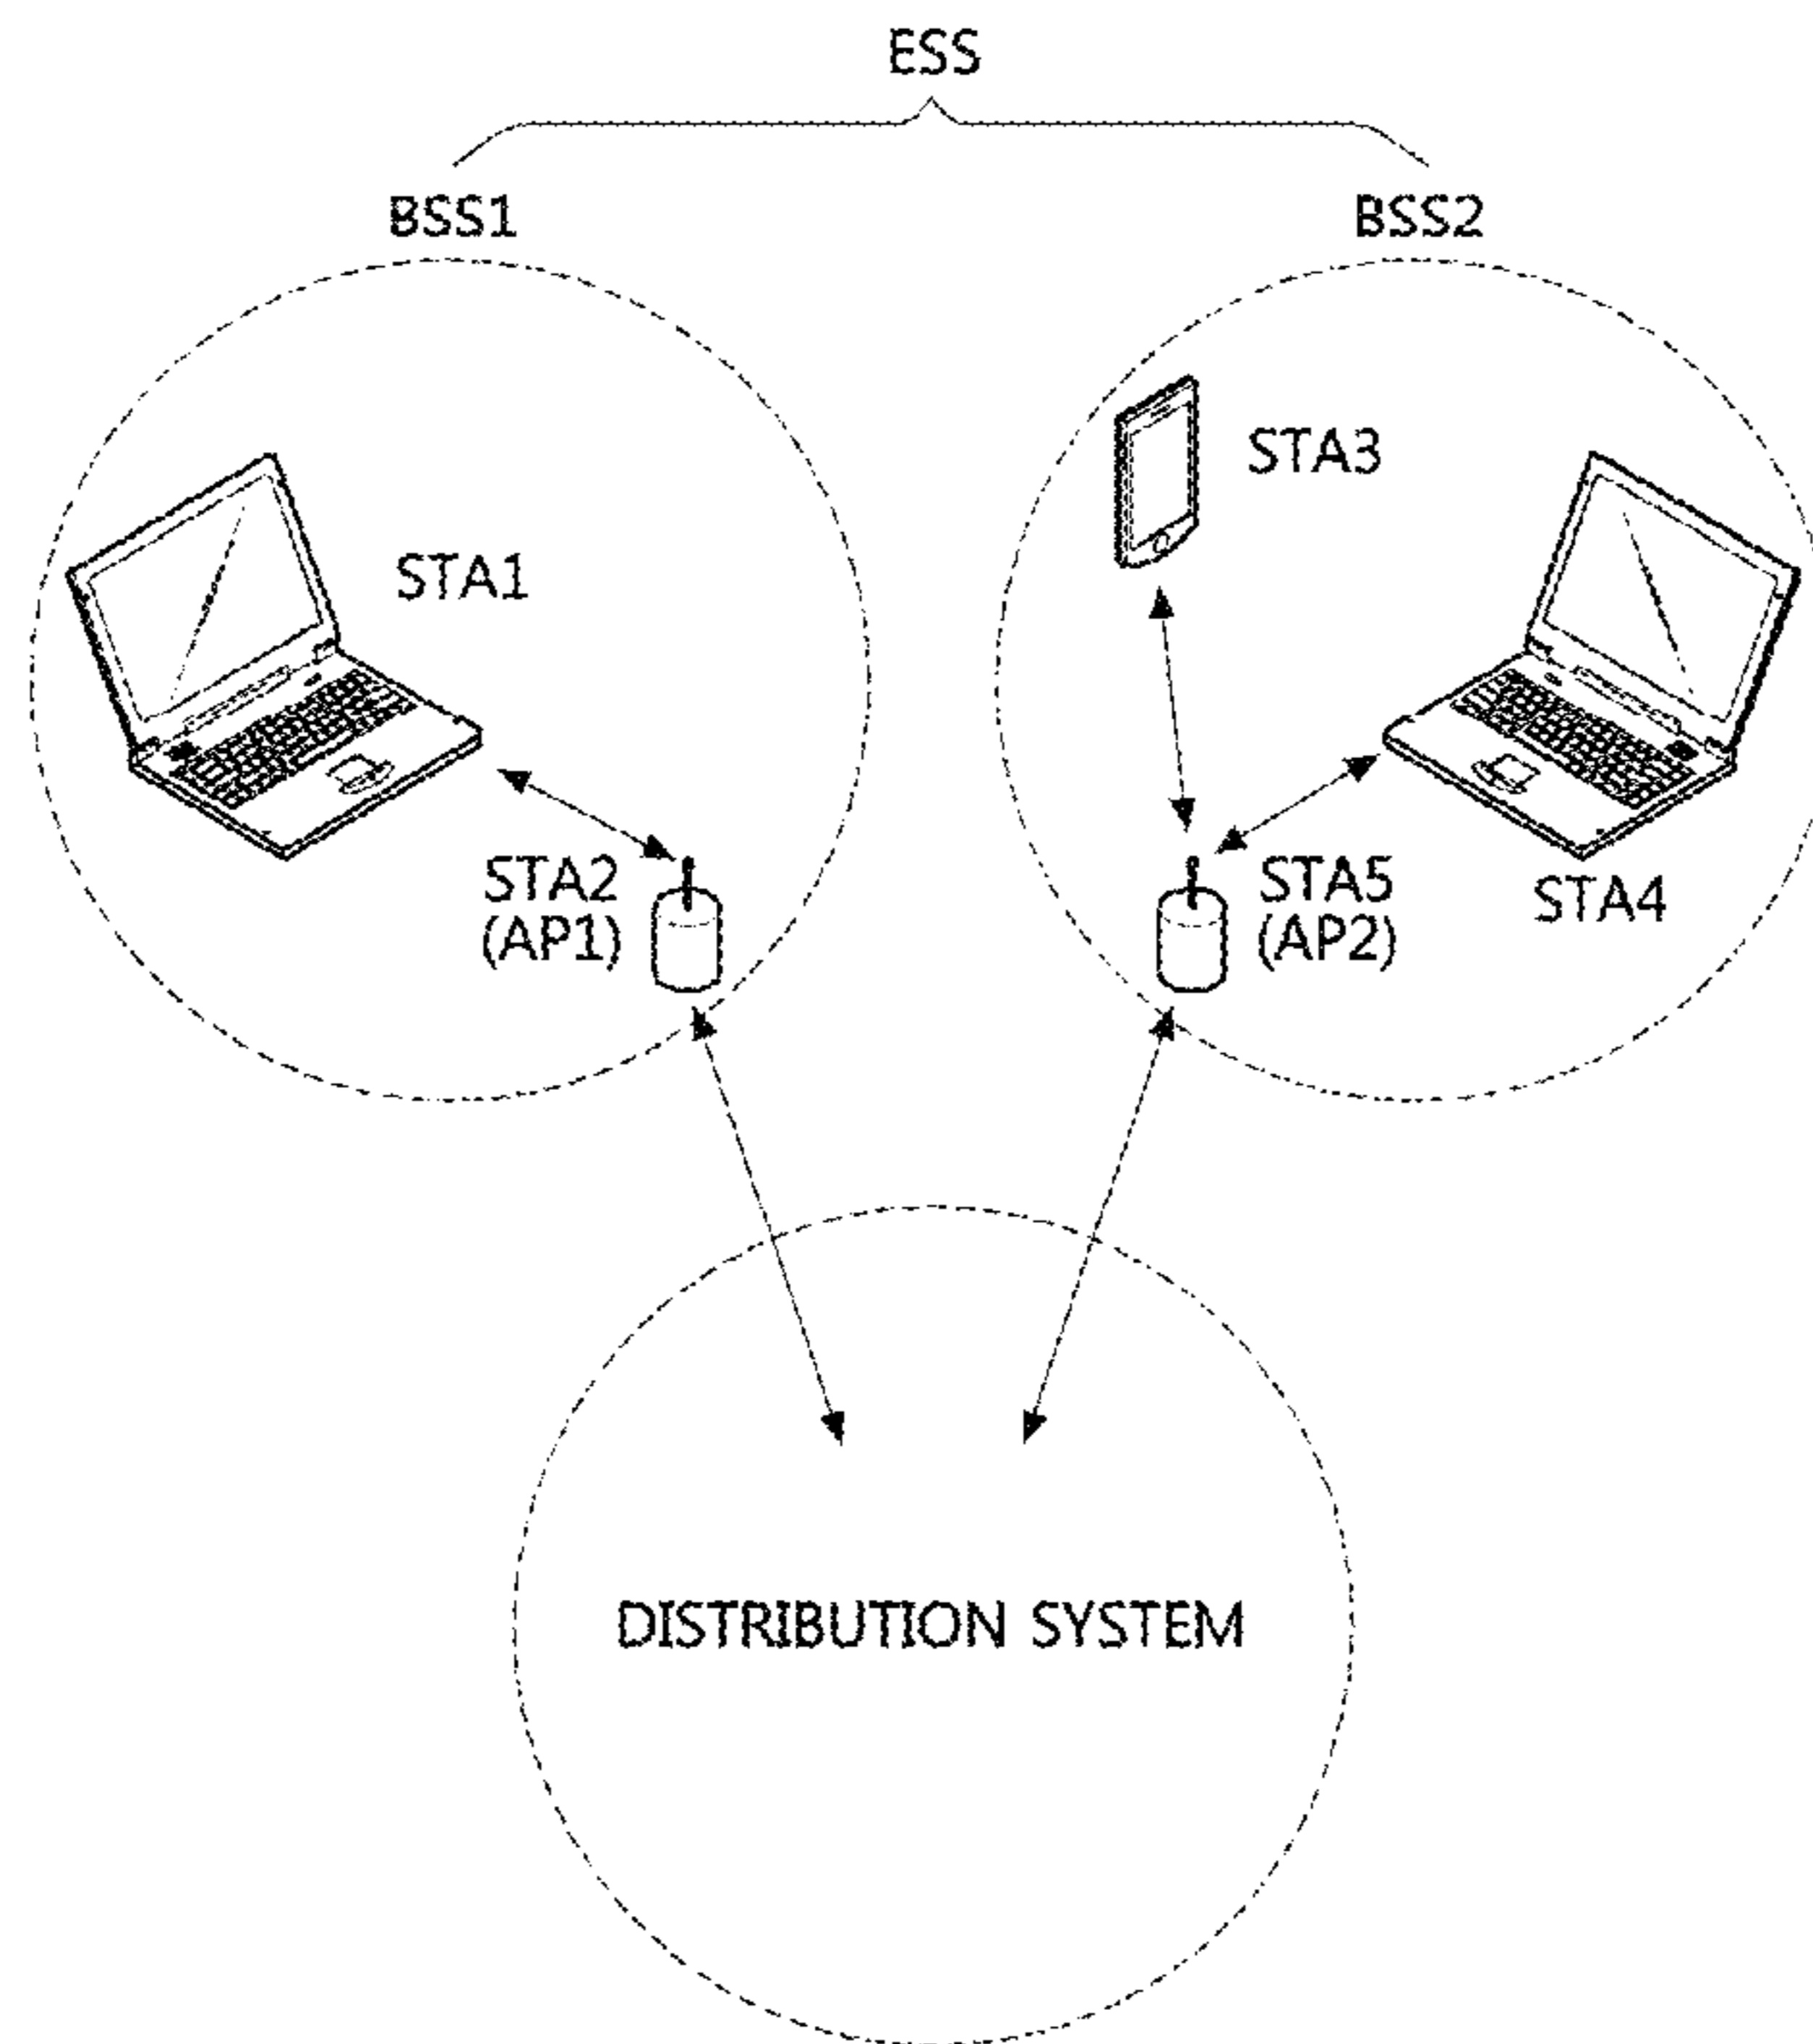 ESS
BSS1
BSS2
STA3
STA1
STA2
(AP1)
STA5
(AP2)
STA4
DISTRIBUTION SYSTEM